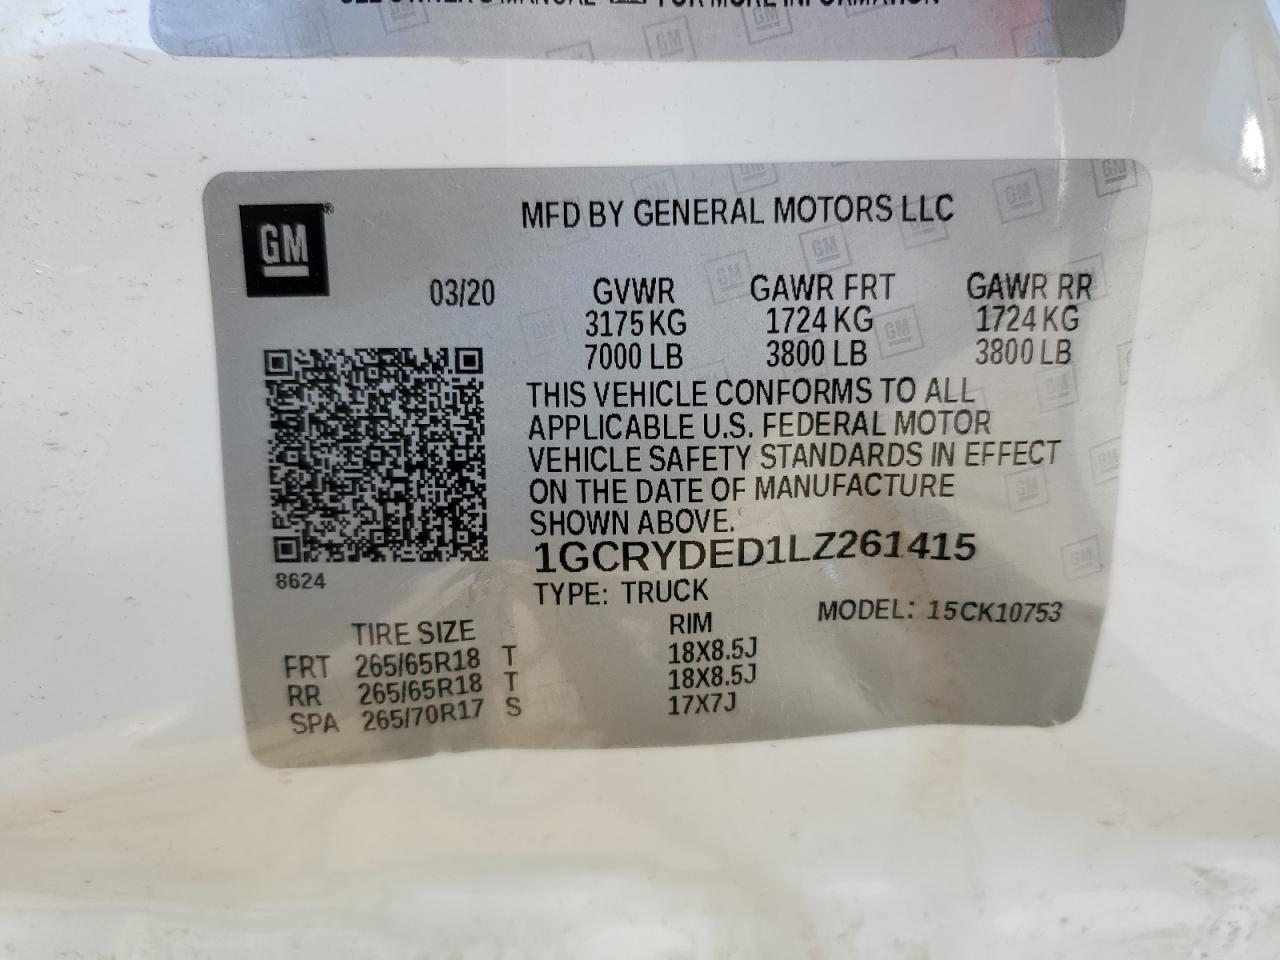 FOR MORE INFORMATION
GM®
MFD BY GENERAL MOTORS LLC
03/20 GVWR GAWR FRT GAWR RR
3175 KG 1724 KG 1724 KG
7000 LB 3800 LB 3800 LB
THIS VEHICLE CONFORMS TO ALL
APPLICABLE U.S. FEDERAL MOTOR
VEHICLE SAFETY STANDARDS IN EFFECT
ON THE DATE OF MANUFACTURE
SHOWN ABOVE.
8624
1GCRYDED1LZ261415
TYPE: TRUCK
MODEL: 15CK10753
TIRE SIZE RIM
FRT 265/65R18 T 18X8.5J
RR 265/65R18 T 18X8.5J
SPA 265/70R17 S 17X7J